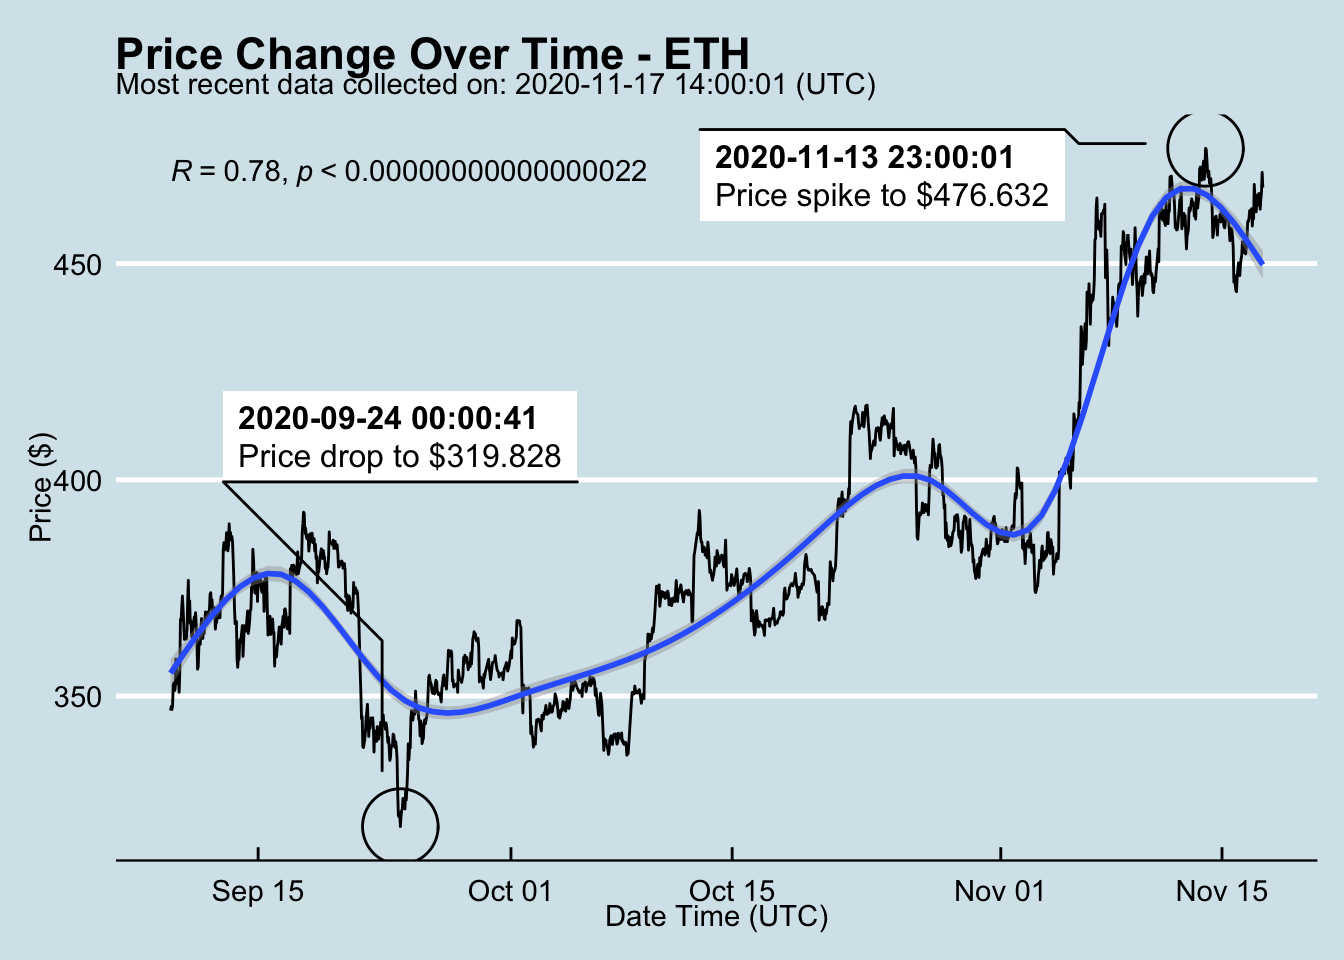 Price Change Over Time - ETH
Most recent data collected on: 2020-11-17 14:00:01 (UTC)
R = 0.78, p < 0.00000000000000022
2020-11-13 23:00:01
Price spike to $476.632
450
2020-09-24 00:00:41
Price drop to $319.828
400
Price ($)
350
Sep 15 Oct 01 Oct 15 Nov 01 Nov 15
Date Time (UTC)